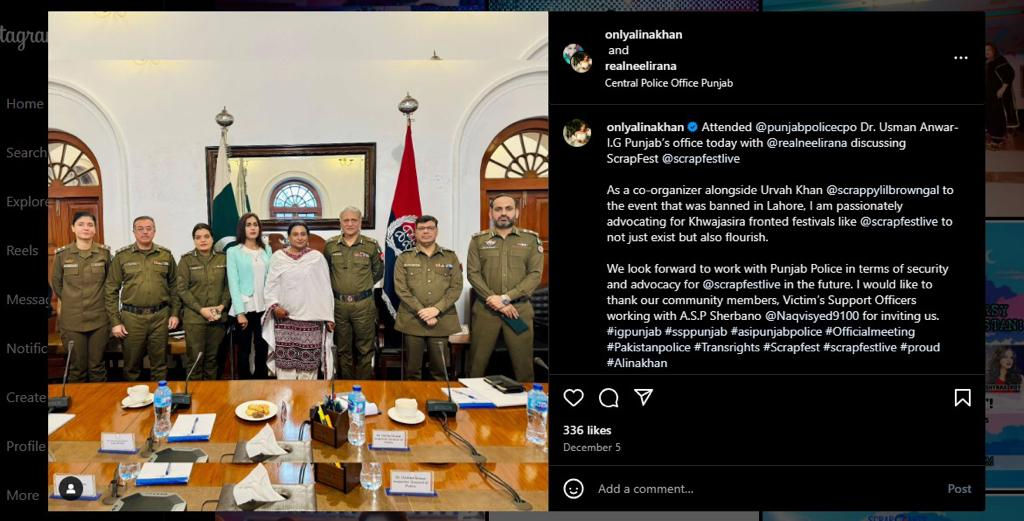 tagram
Home
Search
Explore
Reels
Messag
Notific
Create
Profile
More
onlyalinakhan
and
realneelirana
Central Police Office Punjab
onlyalinakhan Attended @punjabpolicecpo Dr. Usman Anwar-
I.G Punjab's office today with @realneelirana discussing
ScrapFest @scrapfestlive
As a co-organizer alongside Urvah Khan @scrappylilbrowngal to
the event that was banned in Lahore, I am passionately
advocating for Khwajasira fronted festivals like @scrapfestlive to
not just exist but also flourish.
We look forward to work with Punjab Police in terms of security
and advocacy for @scrapfestlive in the future. I would like to
thank our community members, Victim's Support Officers
working with A.S.P Sherbano @Naqvisyed9100 for inviting us.
#igpunjab #ssppunjab #asipunjabpolice #Officialmeeting
#Pakistanpolice #Transrights #Scrapfest #scrapfestlive #proud
#Alinakhan
336 likes
December 5
Add a comment...
Post